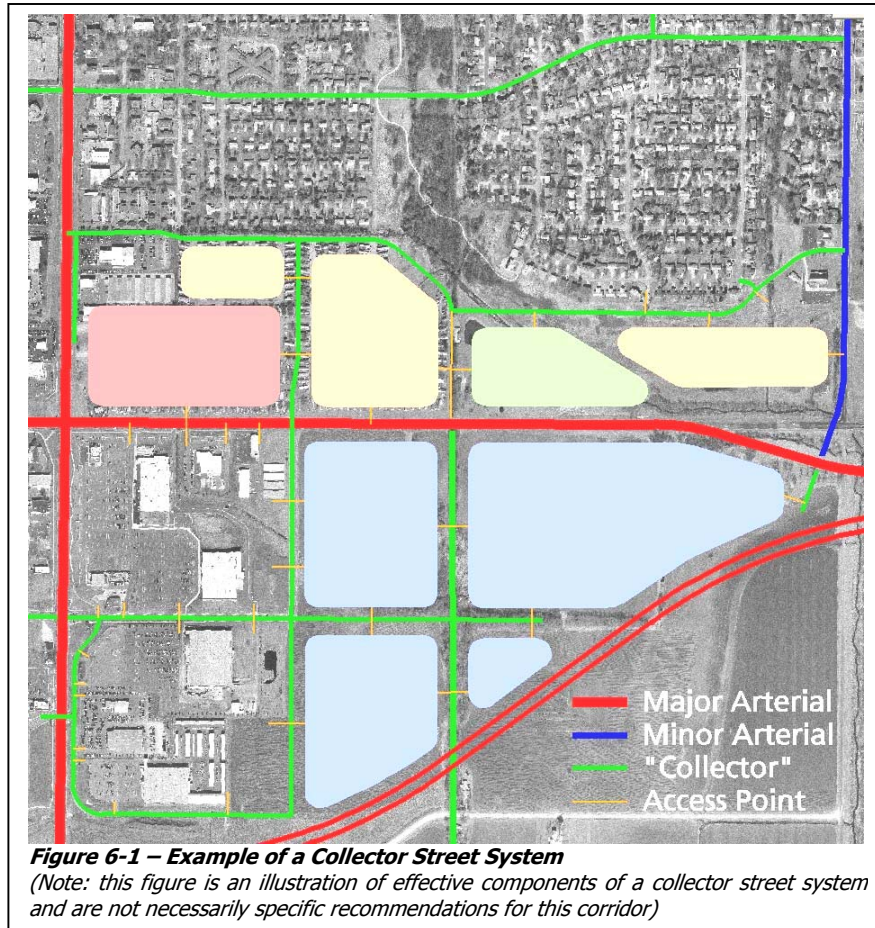 Major Arterial
Minor Arterial
"Collector"
Access Point
Figure 6-1 – Example of a Collector Street System
(Note: this figure is an illustration of effective components of a collector street system
and are not necessarily specific recommendations for this corridor)